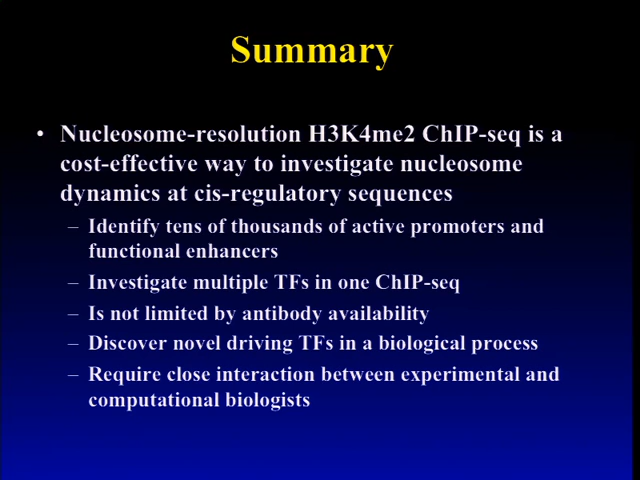 Summary
• Nucleosome-resolution H3K4me2 ChIP-seq is a
cost-effective way to investigate nucleosome
dynamics at cis-regulatory sequences
– Identify tens of thousands of active promoters and
functional enhancers
– Investigate multiple TFs in one ChIP-seq
– Is not limited by antibody availability
– Discover novel driving TFs in a biological process
– Require close interaction between experimental and
computational biologists